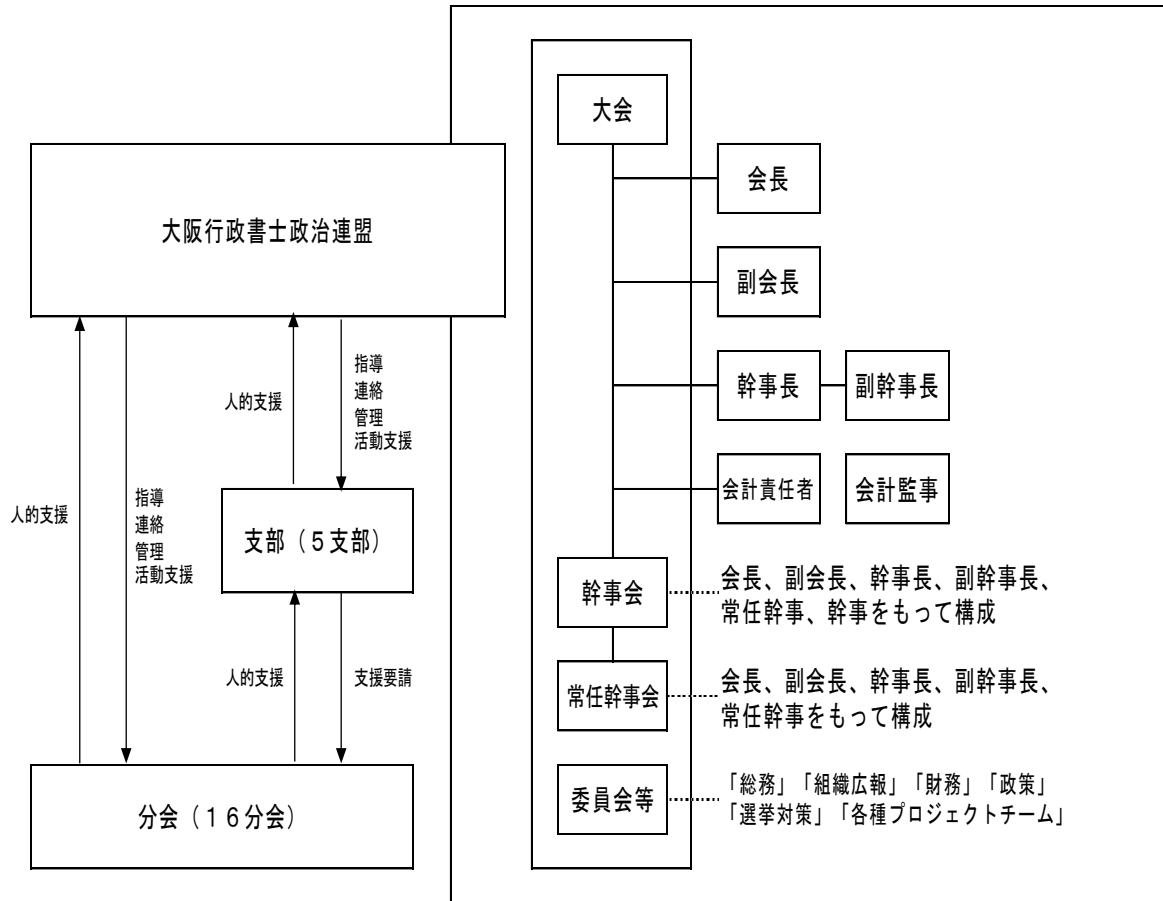 大会
会長
大阪行政書士政治連盟
副会長
幹事長
副幹事長
人的支援
指導
連絡
管理
活動支援
会計責任者
会計監事
人的支援
指導
連絡
管理
活動支援
支部（５支部）
幹事会
会長、副会長、幹事長、副幹事長、
常任幹事、幹事をもって構成
人的支援
支援要請
常任幹事会
会長、副会長、幹事長、副幹事長、
常任幹事をもって構成
分会（１６分会）
委員会等
「総務」「組織広報」「財務」「政策」
「選挙対策」「各種プロジェクトチーム」